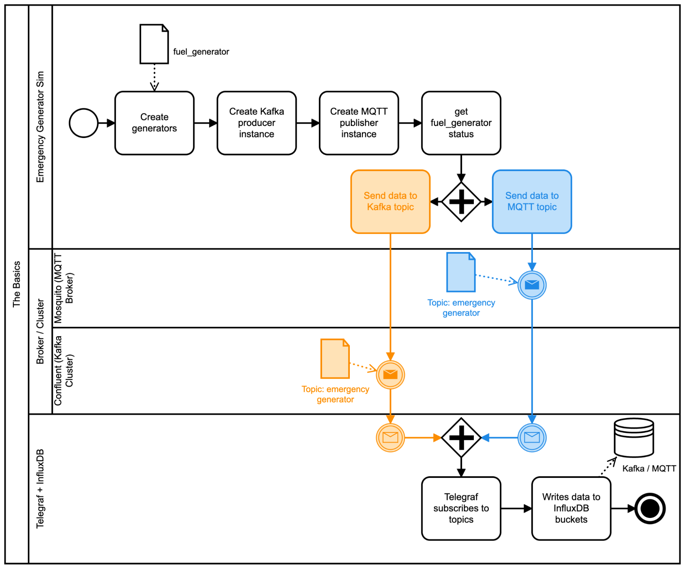 The Basics
Emergency Generator Sim
fuel_generator
Create
generators
Create Kafka
producer
instance
Create MQTT
publisher
instance
get
fuel_generator
status
Send data to
Kafka topic
Send data to
MQTT topic
Broker / Cluster
Mosquito (MQTT
Broker)
Topic: emergency
generator
Confluent (Kafka
Cluster)
Topic: emergency
generator
Telegraf + InfluxDB
Telegraf
subscribes to
topics
Writes data to
InfluxDB
buckets
Kafka / MQTT